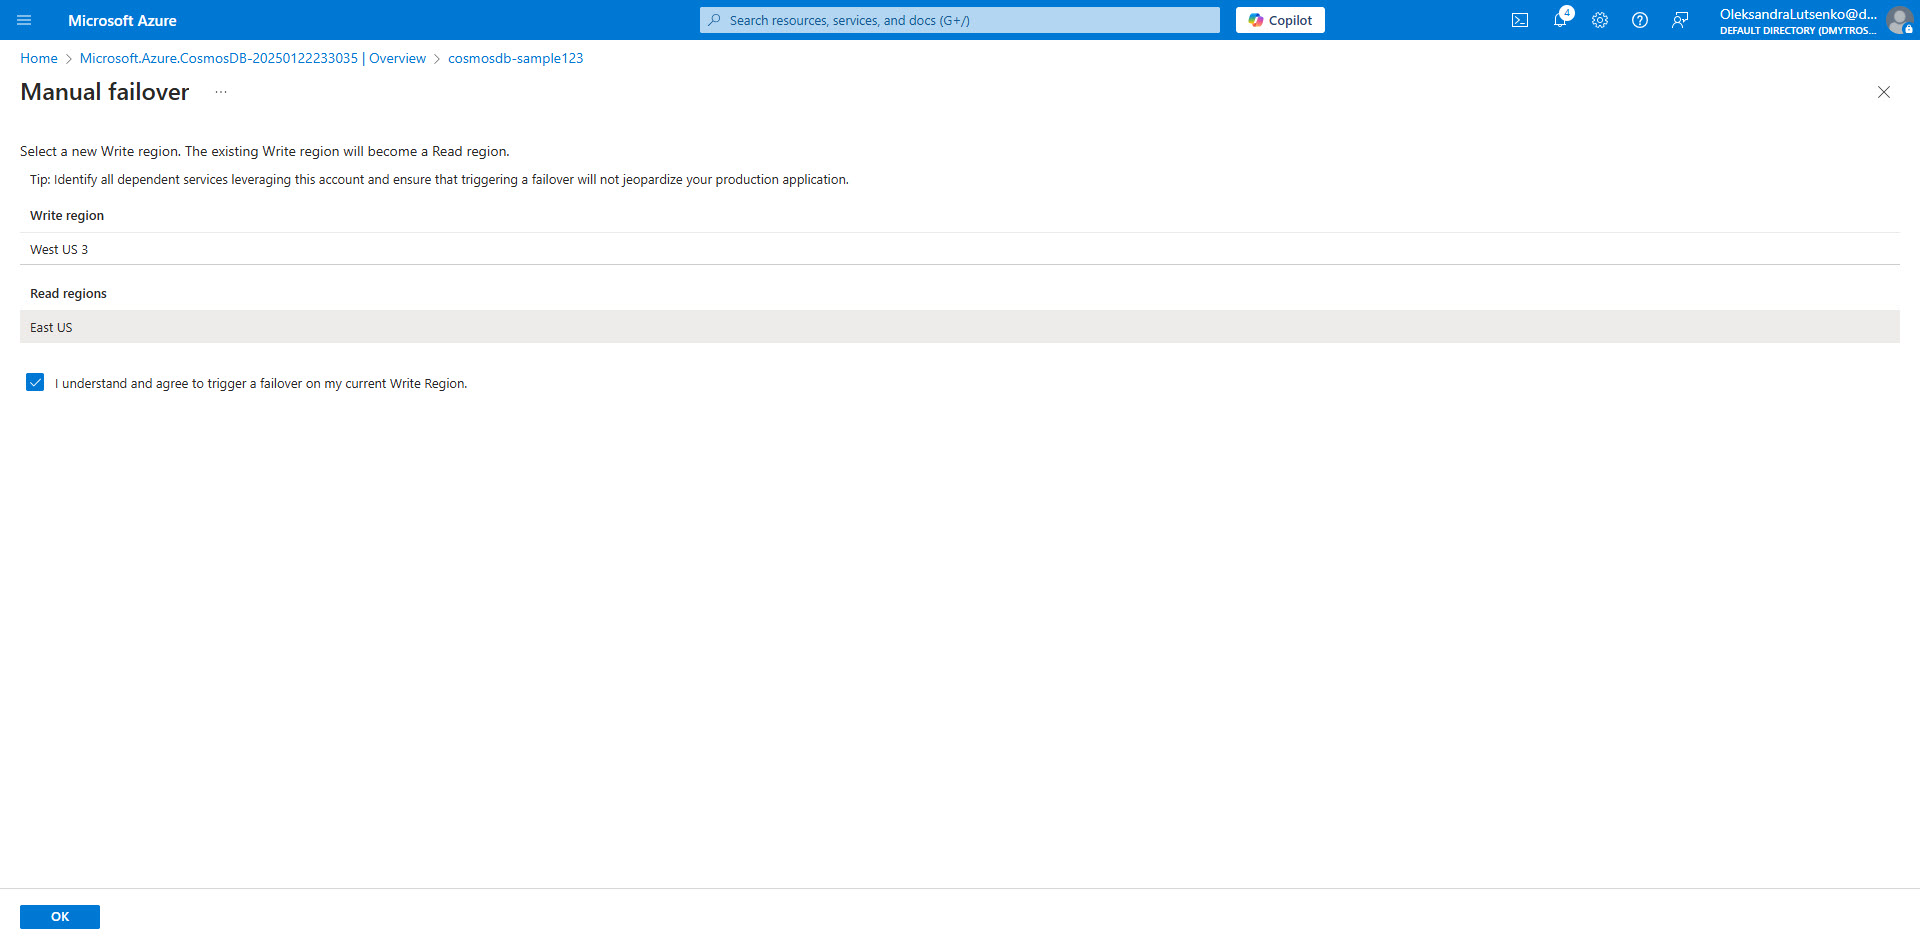 Microsoft Azure
Search resources, services, and docs (G+/)
Copilot
4
OleksandraLutsenko@d...
DEFAULT DIRECTORY (DMYTROS...
Home > Microsoft.Azure.CosmosDB-20250122233035 | Overview > cosmosdb-sample123
Manual failover ...
Select a new Write region. The existing Write region will become a Read region.
Tip: Identify all dependent services leveraging this account and ensure that triggering a failover will not jeopardize your production application.
Write region
West US 3
Read regions
East US
I understand and agree to trigger a failover on my current Write Region.
OK